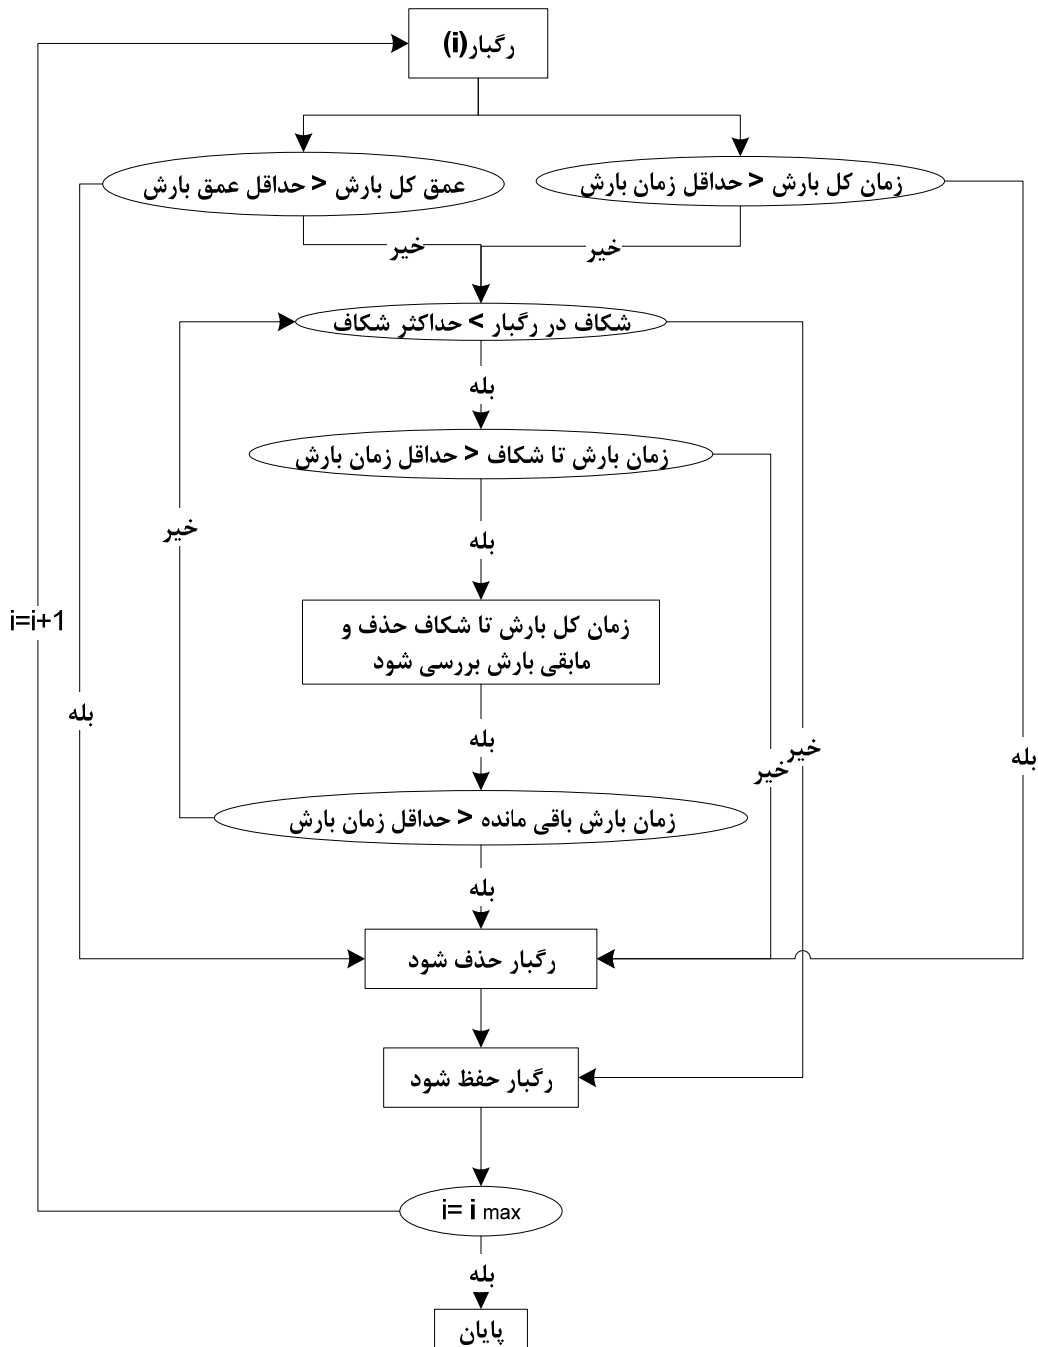 رگبار(i)
عمق کل بارش < حداقل عمق بارش
زمان کل بارش < حداقل زمان بارش
خیر
خیر
شکاف در رگبار > حداکثر شکاف
بله
زمان بارش تا شکاف < حداقل زمان بارش
خیر
بله
زمان کل بارش تا شکاف حذف و
مابقی بارش بررسی شود
i=i+1
بله
بله
خیر
خیر
بله
زمان بارش باقی مانده < حداقل زمان بارش
بله
رگبار حذف شود
رگبار حفظ شود
i= i max
بله
پایان